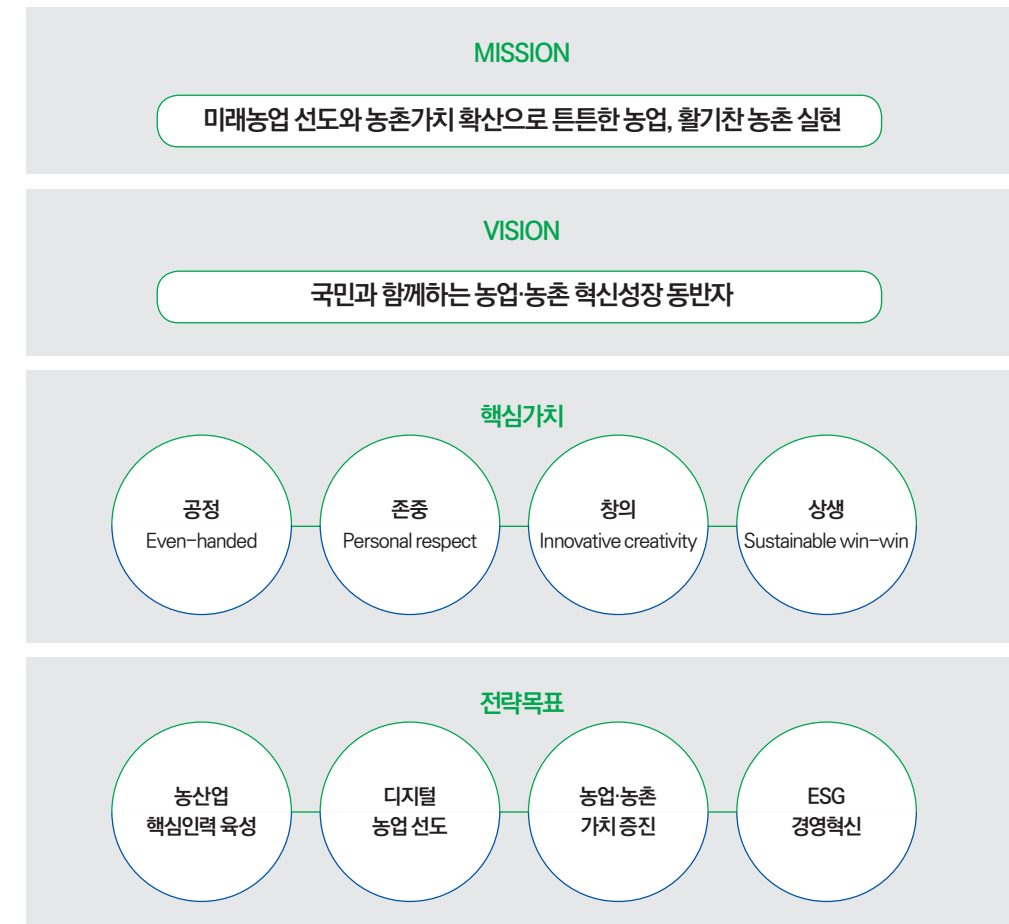 MISSION
미래농업 선도와 농촌가치 확산으로 튼튼한 농업, 활기찬 농촌 실현
VISION
국민과 함께하는 농업·농촌 혁신성장 동반자
핵심가치
공정
Even-handed
존중
Personal respect
창의
Innovative creativity
상생
Sustainable win-win
전략목표
농산업
핵심인력 육성
디지털
농업 선도
농업·농촌
가치 증진
ESG
경영혁신